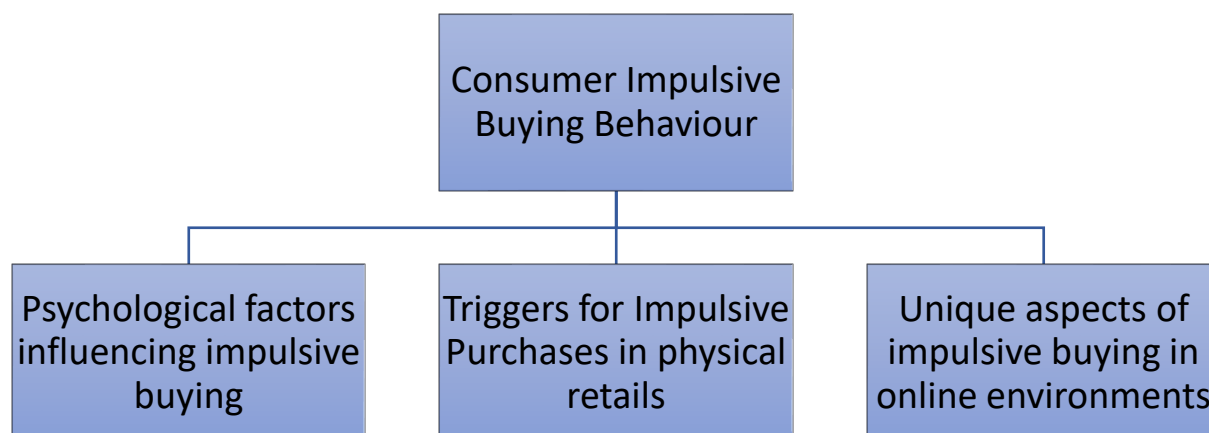 Consumer Impulsive
Buying Behaviour
Psychological factors
influencing impulsive
buying
Triggers for Impulsive
Purchases in physical
retails
Unique aspects of
impulsive buying in
online environments